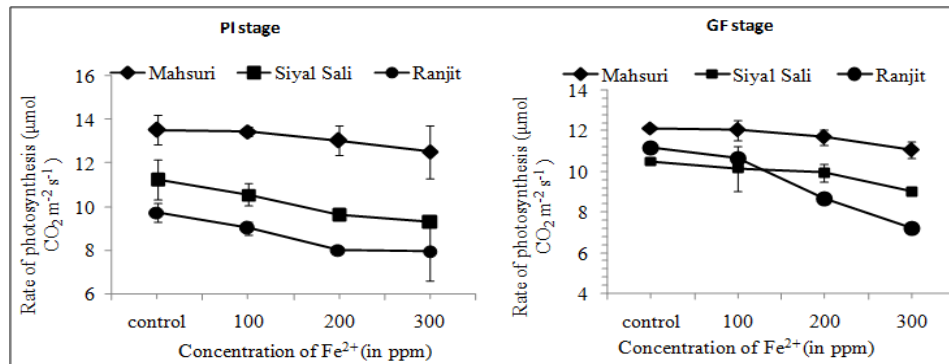 PI stage
Mahsuri Siyal Sali Ranjit
Rate of photosynthesis (µmol
CO₂ m⁻² s⁻¹)
16
14
12
10
8
6
control 100 200 300
Concentration of Fe²⁺(in ppm)
GF stage
Mahsuri Siyal Sali Ranjit
Rate of photosynthesis (µmol
CO₂ m⁻² s⁻¹)
14
12
10
8
6
4
control 100 200 300
Concentration of Fe²⁺(in ppm)